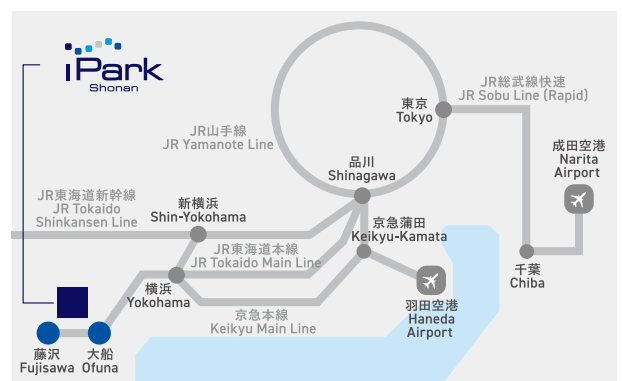 iPark
Shonan
JR総武線快速
JR Sobu Line (Rapid)
東京
Tokyo
JR山手線
JR Yamanote Line
成田空港
Narita
Airport
品川
Shinagawa
JR東海道新幹線
JR Tokaido
Shinkansen Line
新横浜
Shin-Yokohama
京急蒲田
Keikyu-Kamata
JR東海道本線
JR Tokaido Main Line
千葉
Chiba
横浜
Yokohama
羽田空港
Haneda
Airport
京急本線
Keikyu Main Line
藤沢
Fujisawa
大船
Ofuna